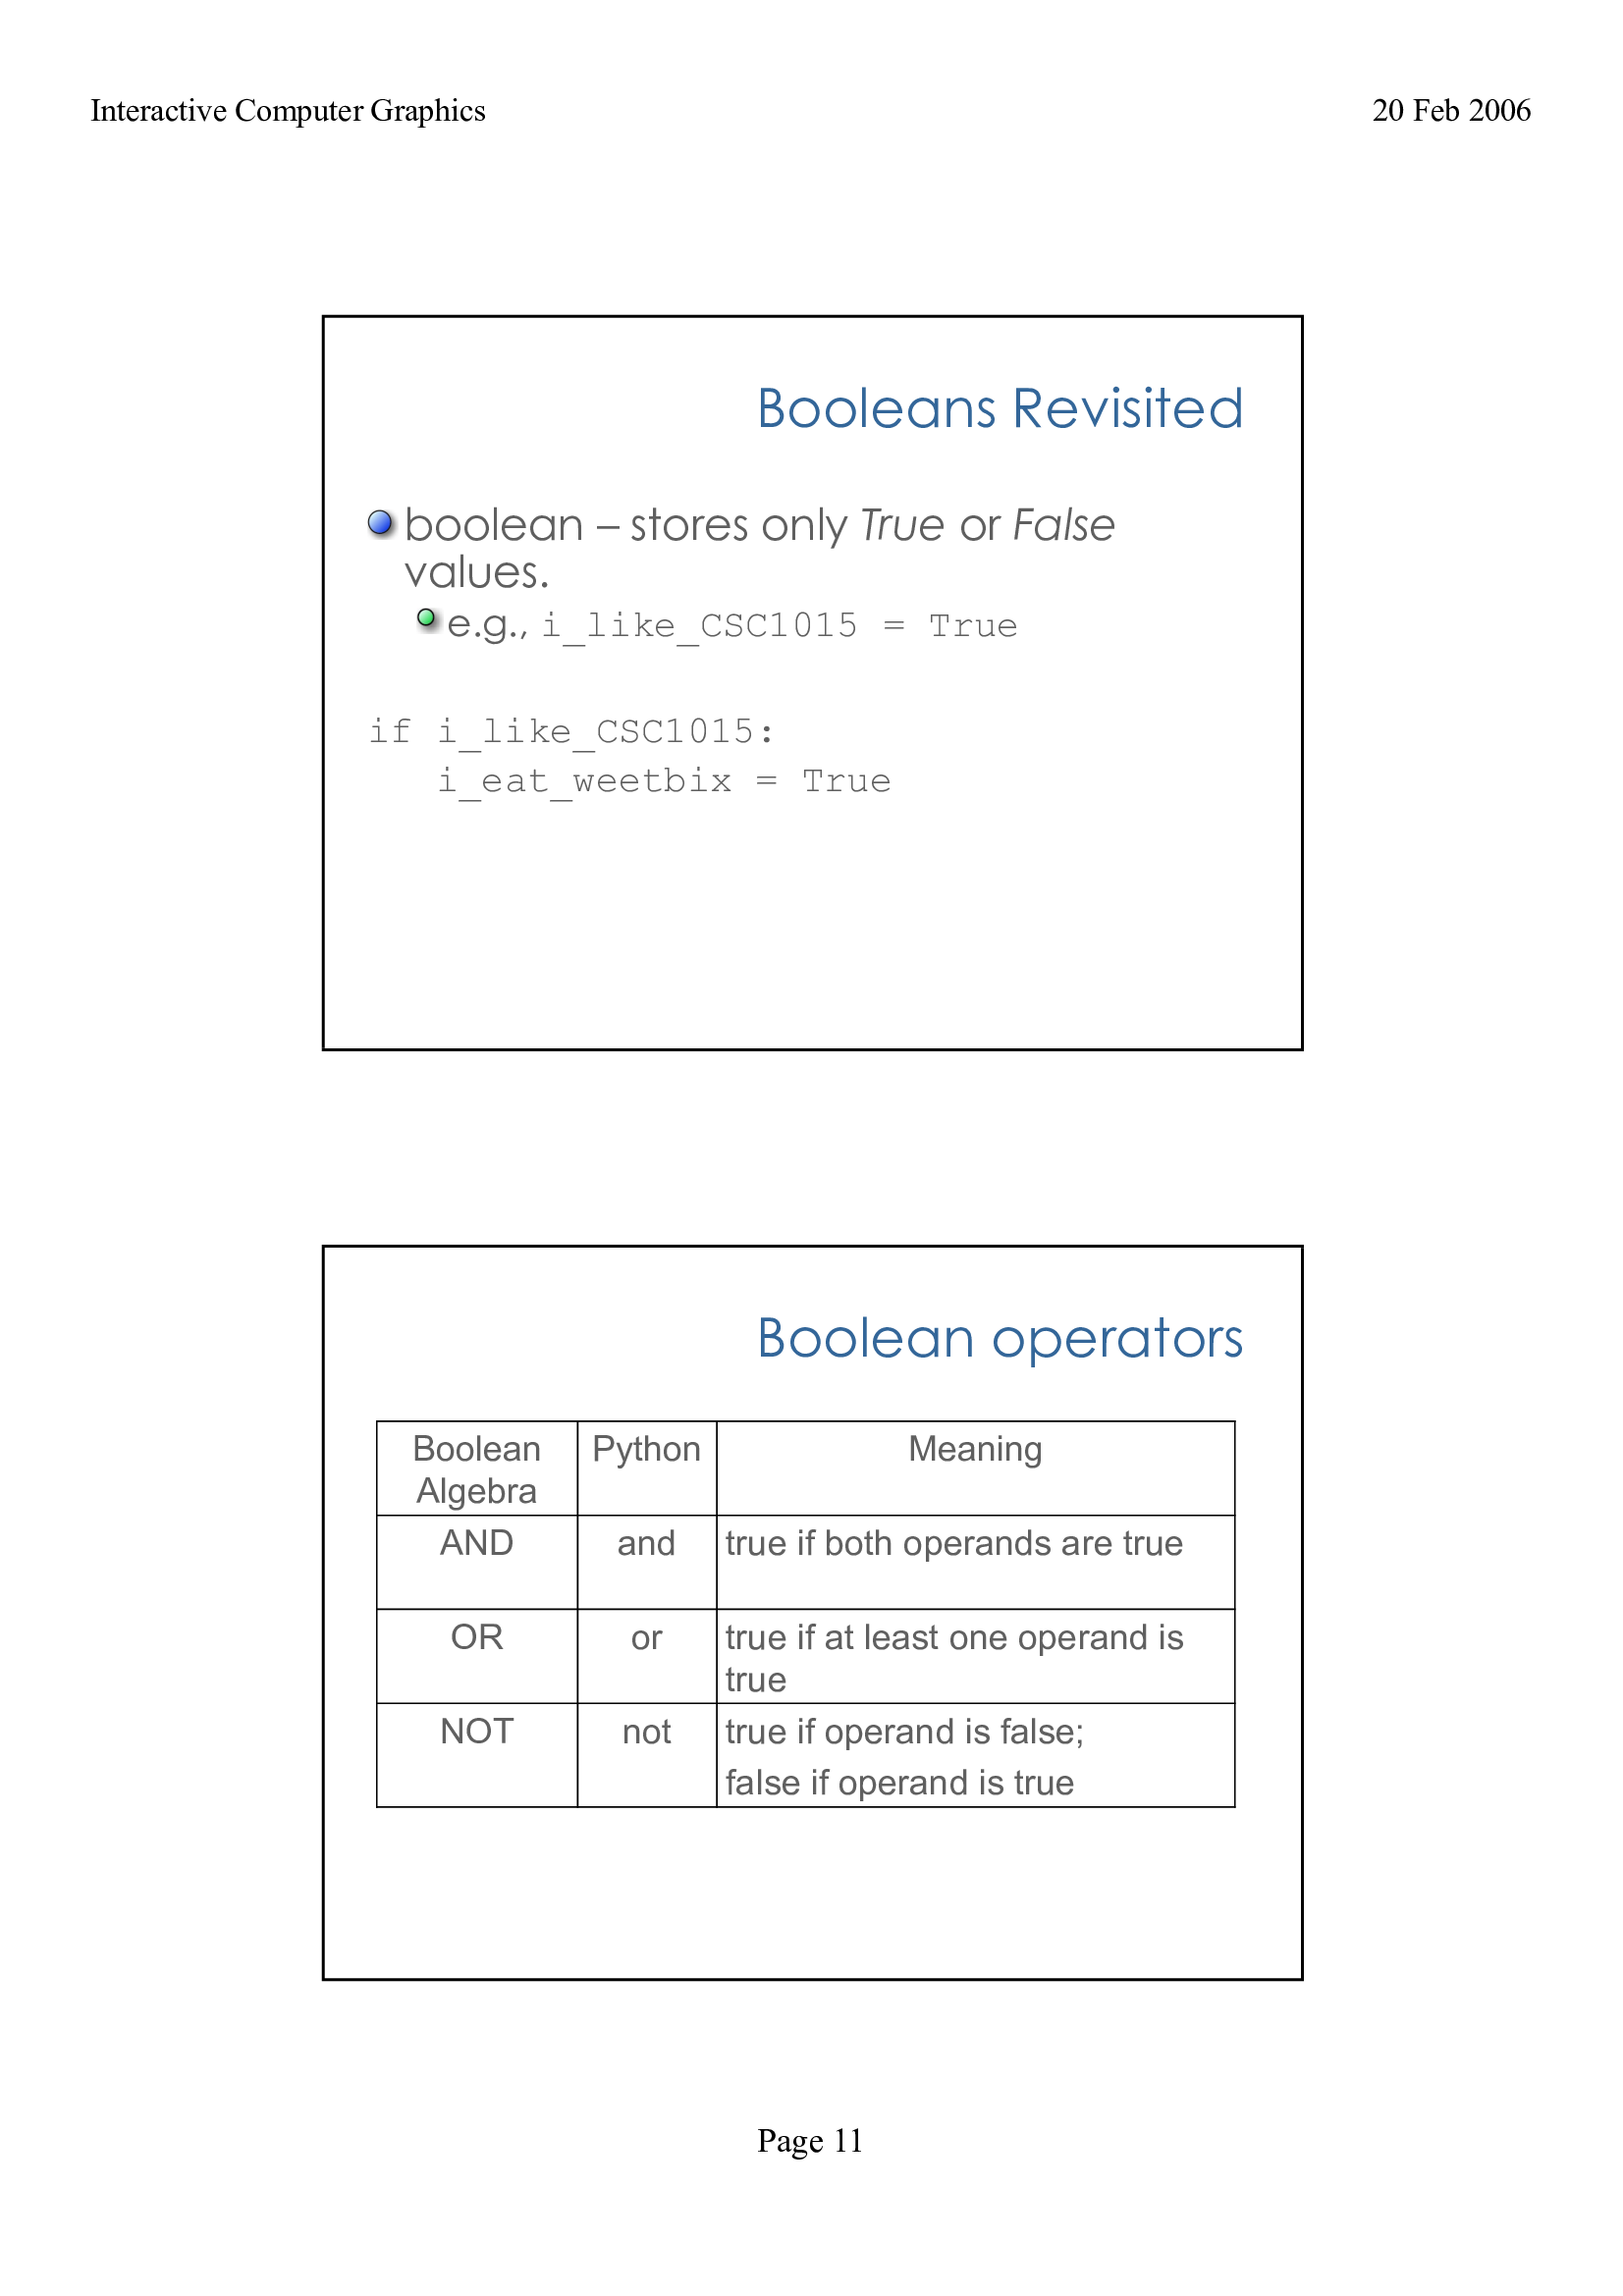 Interactive Computer Graphics 20 Feb 2006
Booleans Revisited
boolean – stores only True or False
values.
e.g., i_like_CSC1015 = True
if i_like_CSC1015:
i_eat_weetbix = True
Boolean operators
Boolean Python Meaning
Algebra
AND and true if both operands are true
OR or true if at least one operand is
true
NOT not true if operand is false;
false if operand is true
Page 11